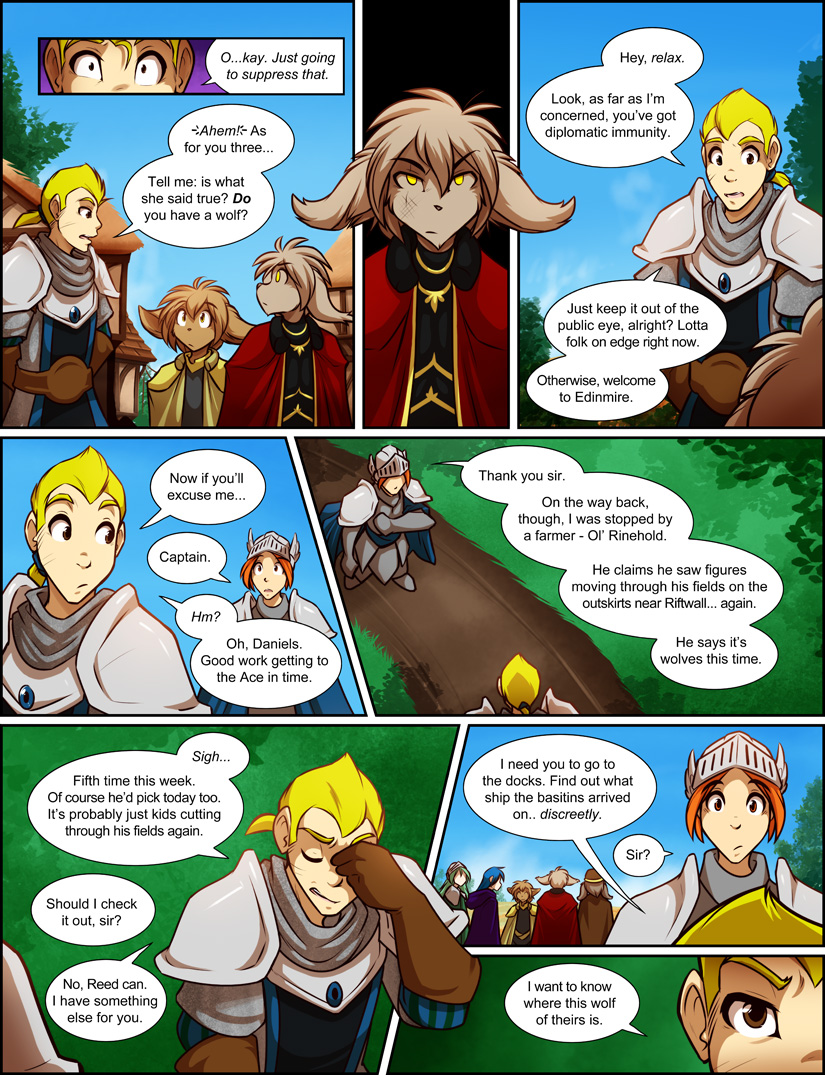 O...kay. Just going
to suppress that.
-Ahem!- As
for you three...
Tell me: is what
she said true? Do
you have a wolf?
Hey, relax.
Look, as far as I'm
concerned, you've got
diplomatic immunity.
Just keep it out of the
public eye, alright? Lotta
folk on edge right now.
Otherwise, welcome
to Edinmire.
Now if you'll
excuse me...
Captain.
Hm?
Oh, Daniels.
Good work getting to
the Ace in time.
Thank you sir.
On the way back,
though, I was stopped by
a farmer - Ol' Rinehold.
He claims he saw figures
moving through his fields on the
outskirts near Riftwall... again.
He says it's
wolves this time.
Sigh...
Fifth time this week.
Of course he'd pick today too.
It's probably just kids cutting
through his fields again.
Should I check
it out, sir?
No, Reed can.
I have something
else for you.
I need you to go to
the docks. Find out what
ship the basitins arrived
on.. discreetly.
Sir?
I want to know
where this wolf
of theirs is.